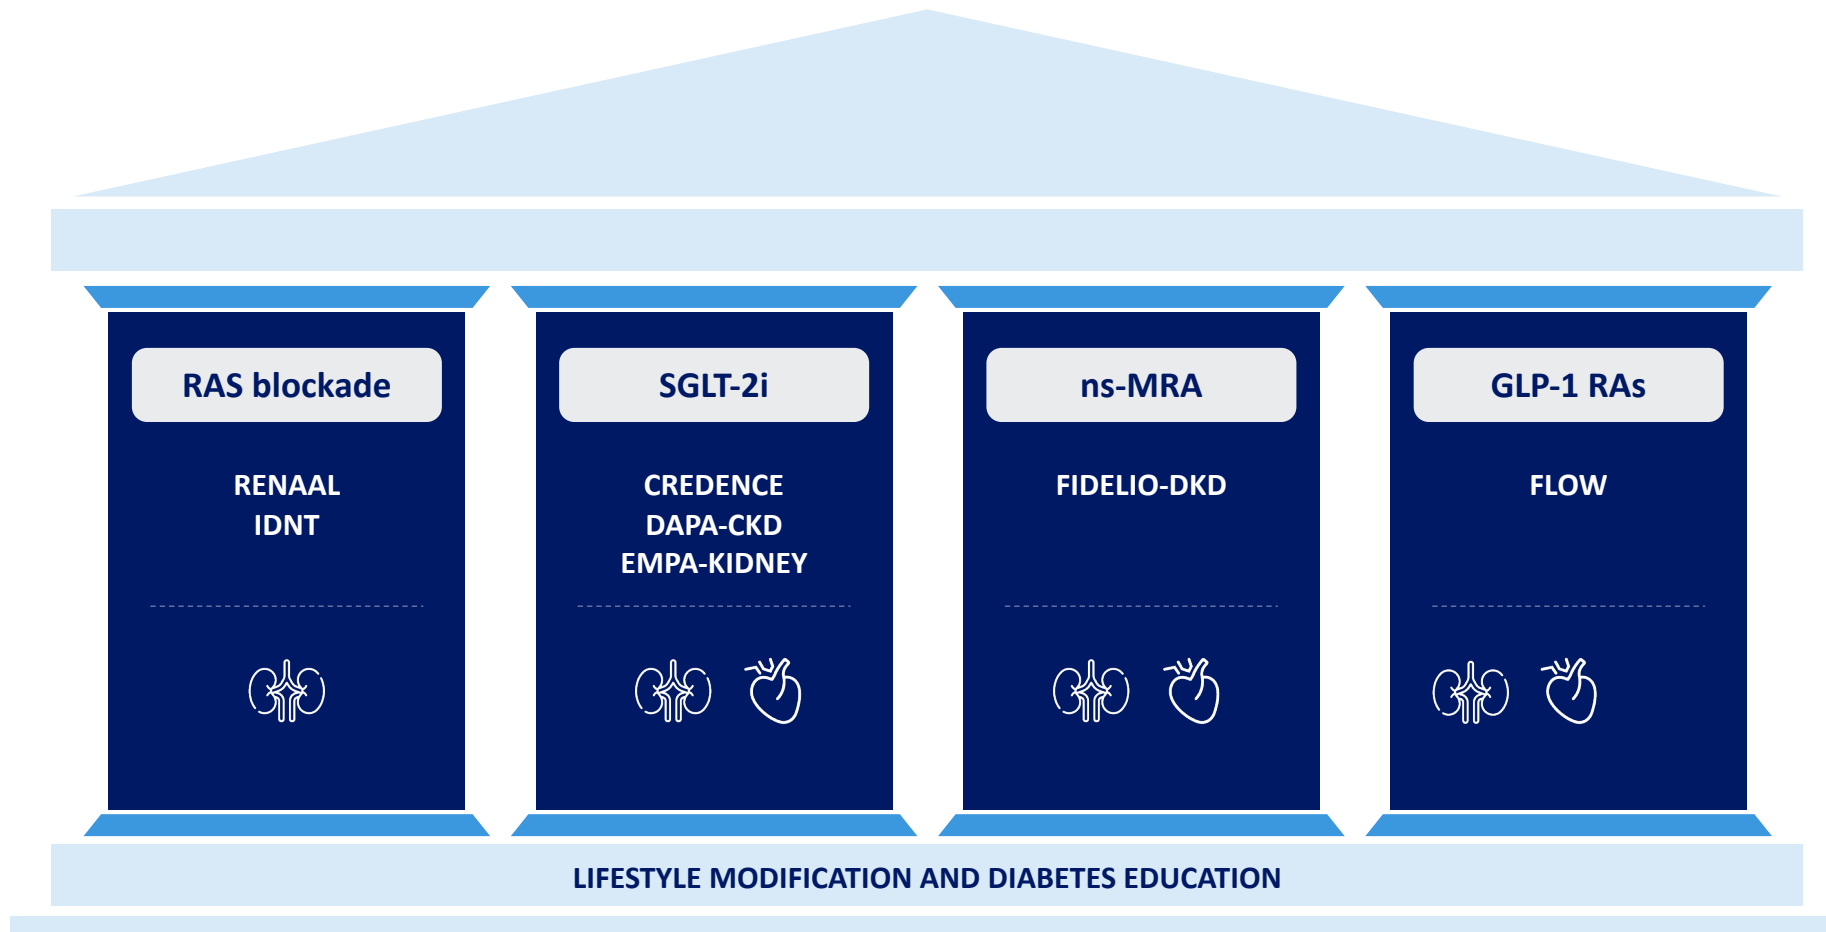 RAS blockade
RENAAL
IDNT
SGLT-2i
CREDENCE
DAPA-CKD
EMPA-KIDNEY
ns-MRA
FIDELIO-DKD
GLP-1 RAs
FLOW
LIFESTYLE MODIFICATION AND DIABETES EDUCATION